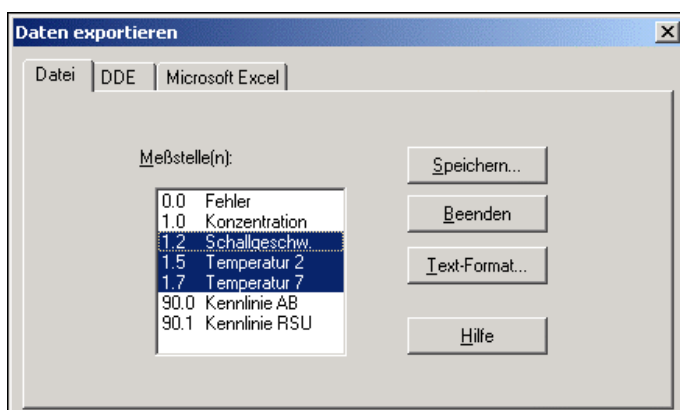 Daten exportieren
Datei DDE Microsoft Excel
Meßstelle(n):
Speichern...
0.0 Fehler
1.0 Konzentration
1.2 Schallgeschw.
1.5 Temperatur 2
1.7 Temperatur 7
90.0 Kennlinie AB
90.1 Kennlinie RSU
Beenden
Text-Format...
Hilfe